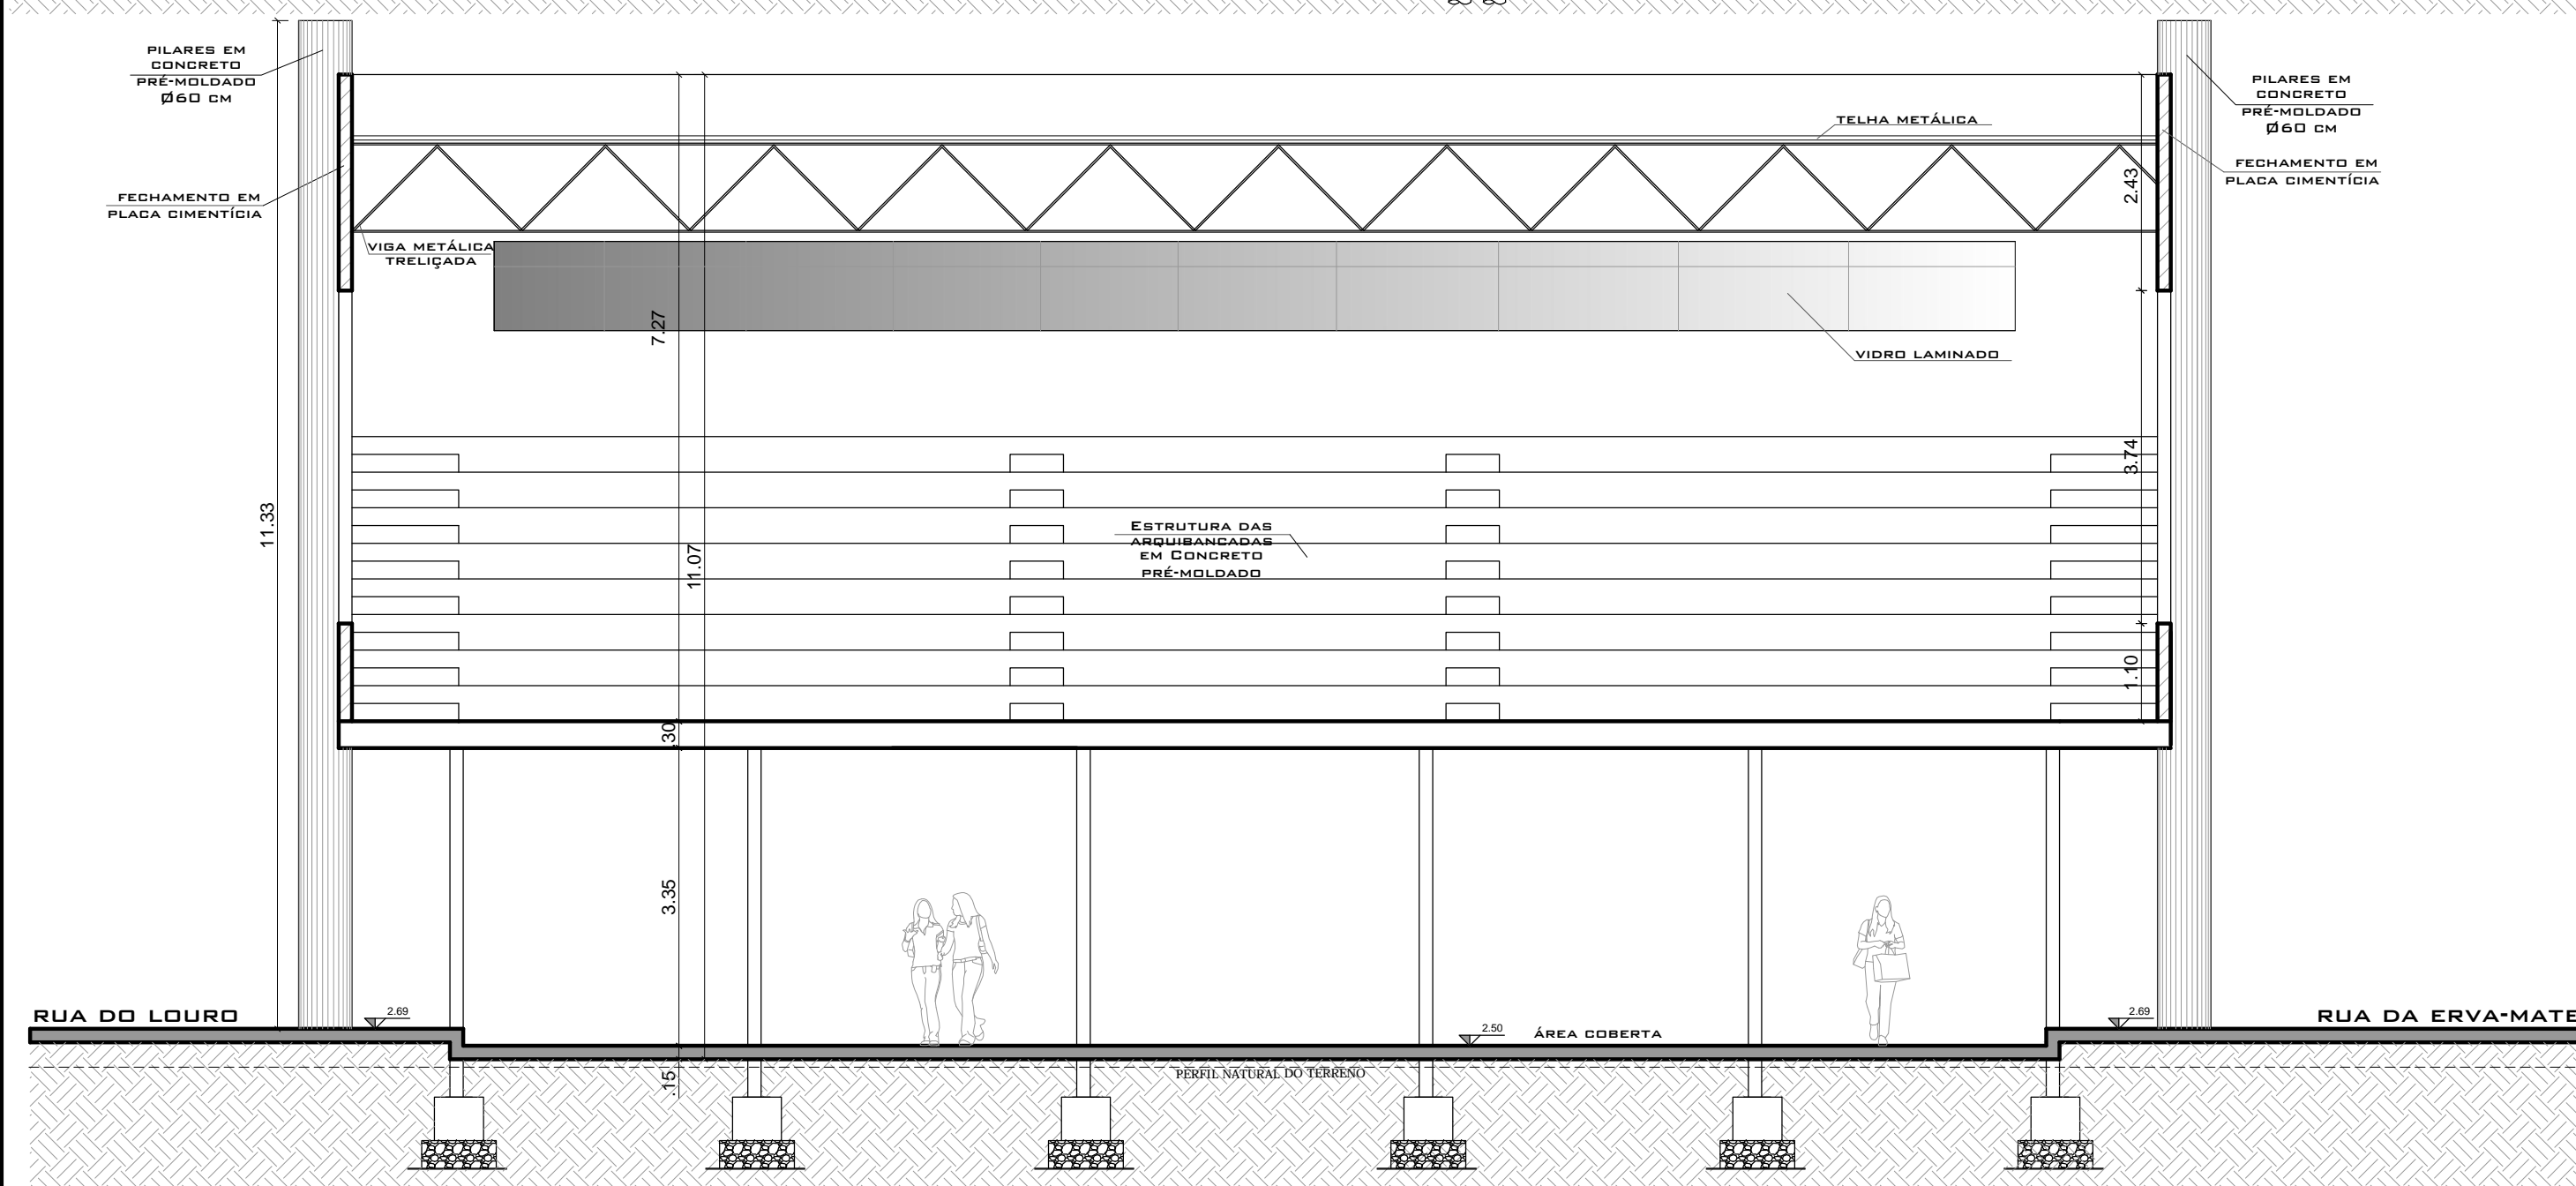 PILARES EM
CONCRETO
PRÉ-MOLDADO
Ø60 CM
FECHAMENTO EM
PLACA CIMENTÍCIA
VIGA METÁLICA
TRELIÇADA
TELHA METÁLICA
PILARES EM
CONCRETO
PRÉ-MOLDADO
Ø60 CM
FECHAMENTO EM
PLACA CIMENTÍCIA
2.43
7.27
VIDRO LAMINADO
3.74
11.33
11.07
ESTRUTURA DAS
ARQUIBANCADAS
EM CONCRETO
PRÉ-MOLDADO
1.10
.30
3.35
RUA DO LOURO
2.69
2.50
ÁREA COBERTA
2.69
RUA DA ERVA-MATE
.15
PERFIL NATURAL DO TERRENO